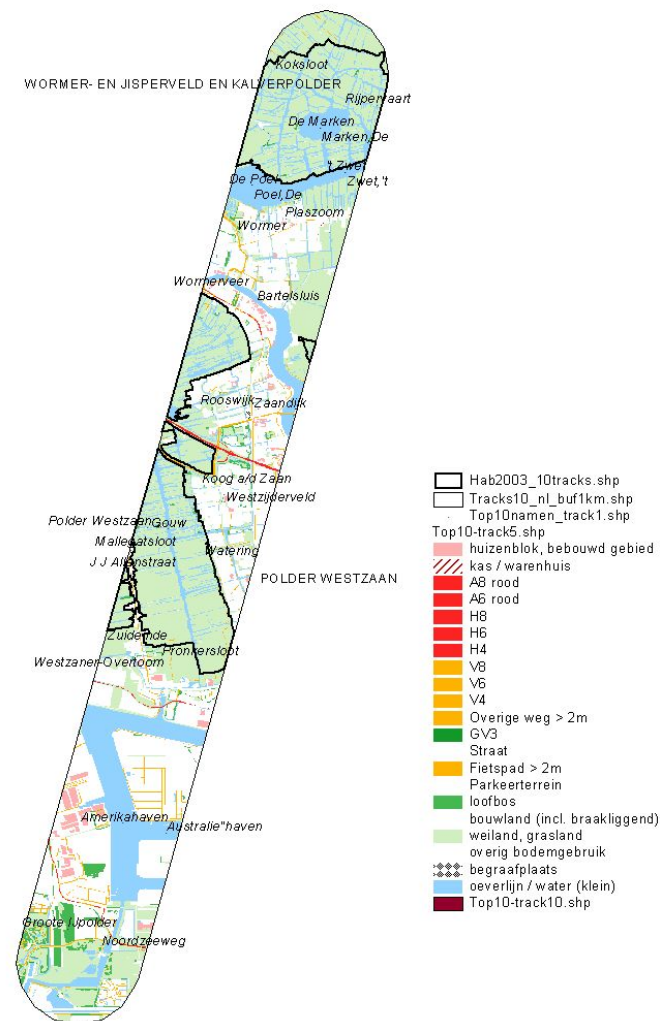 Koksloot
WORMER- EN JISPERVELD EN KALVERPOLDER
Rijpervaart
De Marken
Marken,De
't Zwet
De Poel
Zwet,'t
Poel,De
Plaszoom
Wormer
Wormerveer
Bartelsluis
Rooswijk
Zaandijk
Koog a/d Zaan
Westzijderveld
Polder Westzaan
Gouw
Mallegatsloot
Watering
J J Allanstraat
POLDER WESTZAAN
Zuideinde
Pronkersloot
Westzaner-Overtoom
Amerikahaven
Australie"haven
Groote IJpolder
Noordzeeweg
Hab2003_10tracks.shp
Tracks10_nl_buf1km.shp
Top10namen_track1.shp
Top10-track5.shp
huizenblok, bebouwd gebied
kas / warenhuis
A8 rood
A6 rood
H8
H6
H4
V8
V6
V4
Overige weg > 2m
GV3
Straat
Fietspad > 2m
Parkeerterrein
loofbos
bouwland (incl. braakliggend)
weiland, grasland
overig bodemgebruik
begraafplaats
oeverlijn / water (klein)
Top10-track10.shp